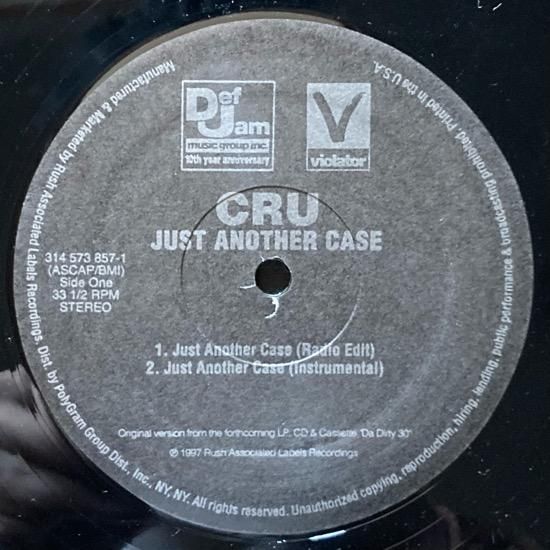 Def
Jam
music group inc.
10th year anniversary
V
violator
CRU
JUST ANOTHER CASE
314 573 857-1
(ASCAP/BMI)
Side One
33 1/2 RPM
STEREO
1. Just Another Case (Radio Edit)
2. Just Another Case (Instrumental)
Original version from the forthcoming LP, CD & Cassette "Da Dirty 30"
℗ 1997 Rush Associated Labels Recordings
Manufactured & Marketed by Rush Associated Labels Recordings. Dist. by PolyGram Group Dist., Inc., NY, NY. All rights reserved. Unauthorized copying, reproduction, hiring, lending, public performance & broadcasting prohibited. Printed in the U.S.A.